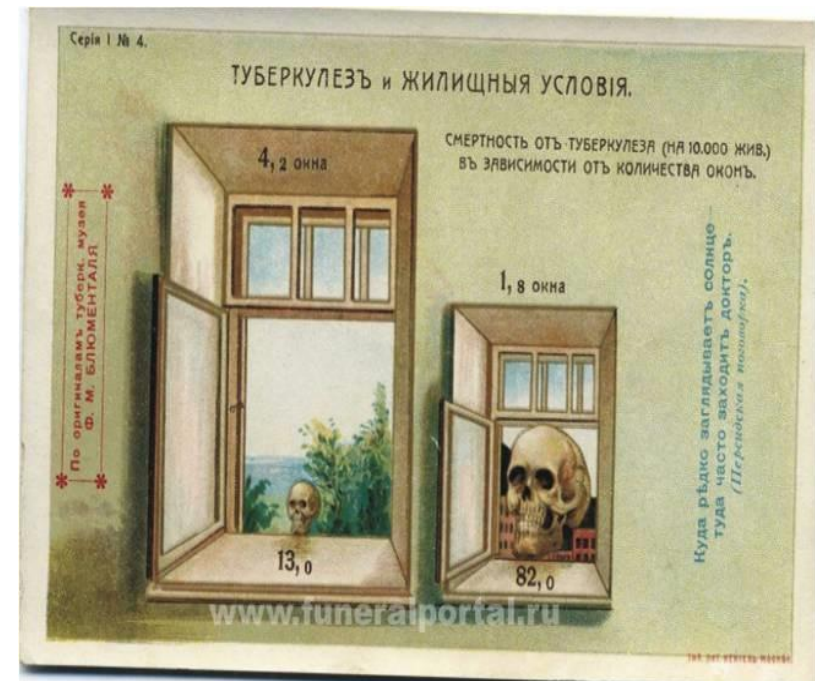 Серія I № 4.
ТУБЕРКУЛЕЗЪ и ЖИЛИЩНЫЯ УСЛОВІЯ.
СМЕРТНОСТЬ ОТЪ ТУБЕРКУЛЕЗА (НА 10.000 ЖИВ.)
ВЪ ЗАВИСИМОСТИ ОТЪ КОЛИЧЕСТВА ОКОНЪ.
4, 2 окна
1, 8 окна
13, 0
82, 0
По оригиналамъ туберк. музея
Ф. М. БЛЮМЕНТАЛЯ
Куда рѣдко заглядываетъ солнце —
туда часто заходитъ докторъ.
(Персидская поговорка).
www.funeralportal.ru